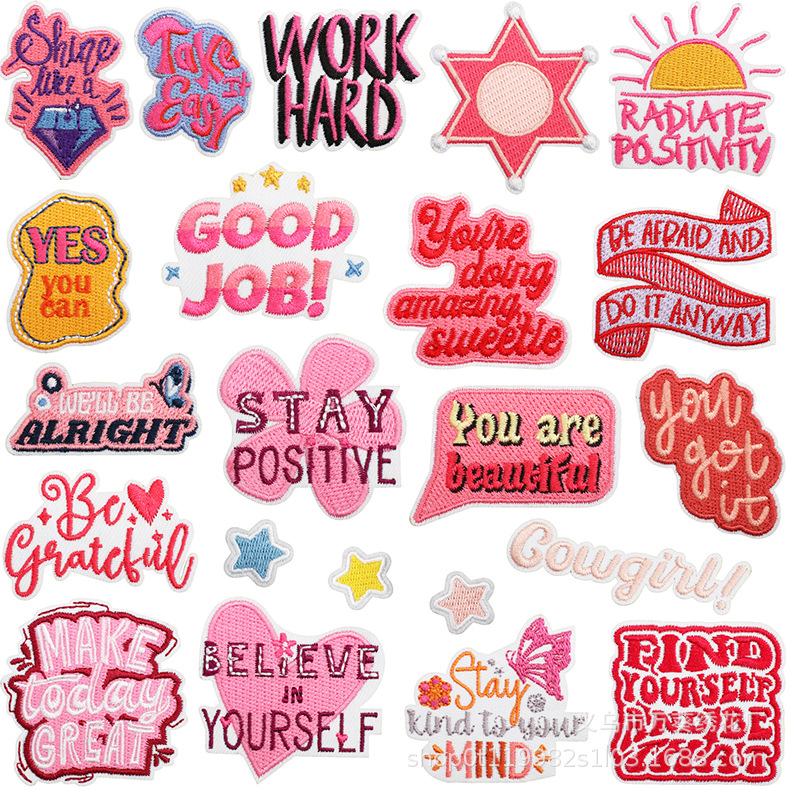 Shine
like a
Take
It
Easy
WORK
HARD
RADIATE
POSITIVITY
YES
you
can
GOOD
JOB!
You're
doing
amazing,
sweetie
BE AFRAID AND
DO IT ANYWAY
WE'LL BE
ALRIGHT
STAY
POSITIVE
You are
beautiful
you
got
it
Be
Grateful
Cowgirl!
MAKE
today
GREAT
BELIEVE
IN
YOURSELF
Stay
kind to your
MIND
FIND
YOURSELF